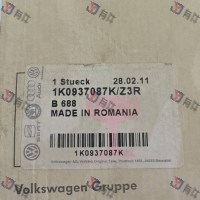 1 Stueck 28.02.11
1K0937087K/Z3R
B 688
MADE IN ROMANIA
1K0937087K
Volkswagen Gruppe